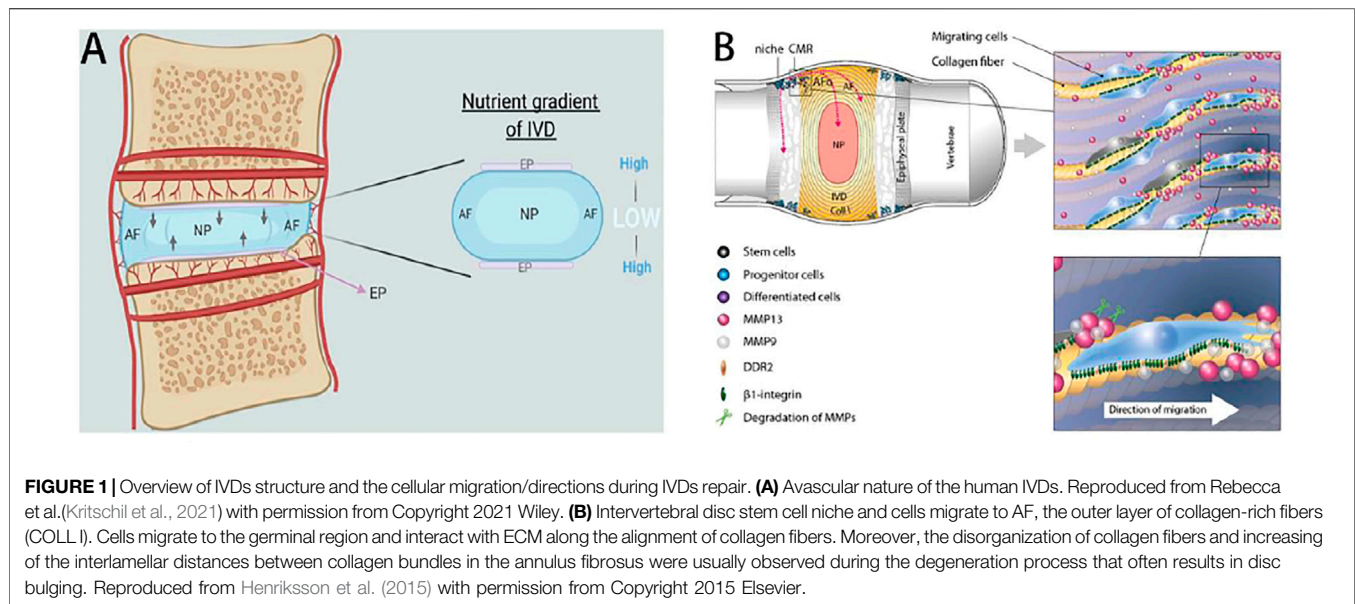 A
Nutrient gradient
of IVD
EP
High
AF
NP
AF
LOW
EP
High
AF
NP
AF
EP
B
niche
CMR
Migrating cells
Collagen fiber
AFo
AF
NP
Epiphyseal plate
Vertebrae
IVD
Coll I
Stem cells
Progenitor cells
Differentiated cells
MMP13
MMP9
DDR2
β1-integrin
Degradation of MMPs
Direction of migration
FIGURE 1 | Overview of IVDs structure and the cellular migration/directions during IVDs repair. (A) Avascular nature of the human IVDs. Reproduced from Rebecca
et al.(Kritschil et al., 2021) with permission from Copyright 2021 Wiley. (B) Intervertebral disc stem cell niche and cells migrate to AF, the outer layer of collagen-rich fibers
(COLL I). Cells migrate to the germinal region and interact with ECM along the alignment of collagen fibers. Moreover, the disorganization of collagen fibers and increasing
of the interlamellar distances between collagen bundles in the annulus fibrosus were usually observed during the degeneration process that often results in disc
bulging. Reproduced from Henriksson et al. (2015) with permission from Copyright 2015 Elsevier.